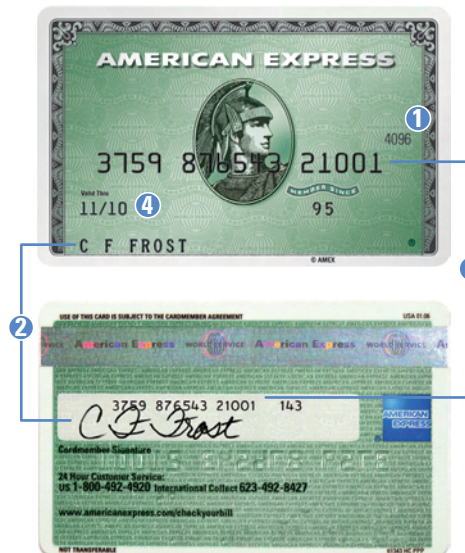 AMERICAN EXPRESS
1
4096
3759 876543 21001
MEMBER SINCE
Valid Thru
11/10 4 95
C F FROST
© AMEX
2
USE OF THIS CARD IS SUBJECT TO THE CARDMEMBER AGREEMENT USA 01.06
American Express WORLD SERVICE American Express WORLD SERVICE
3759 876543 21001 143
C F Frost
AMERICAN EXPRESS
Cardmember Signature
24 Hour Customer Service:
US 1-800-492-4920 International Collect 623-492-8427
www.americanexpress.com/checkyourbill
NOT TRANSFERABLE